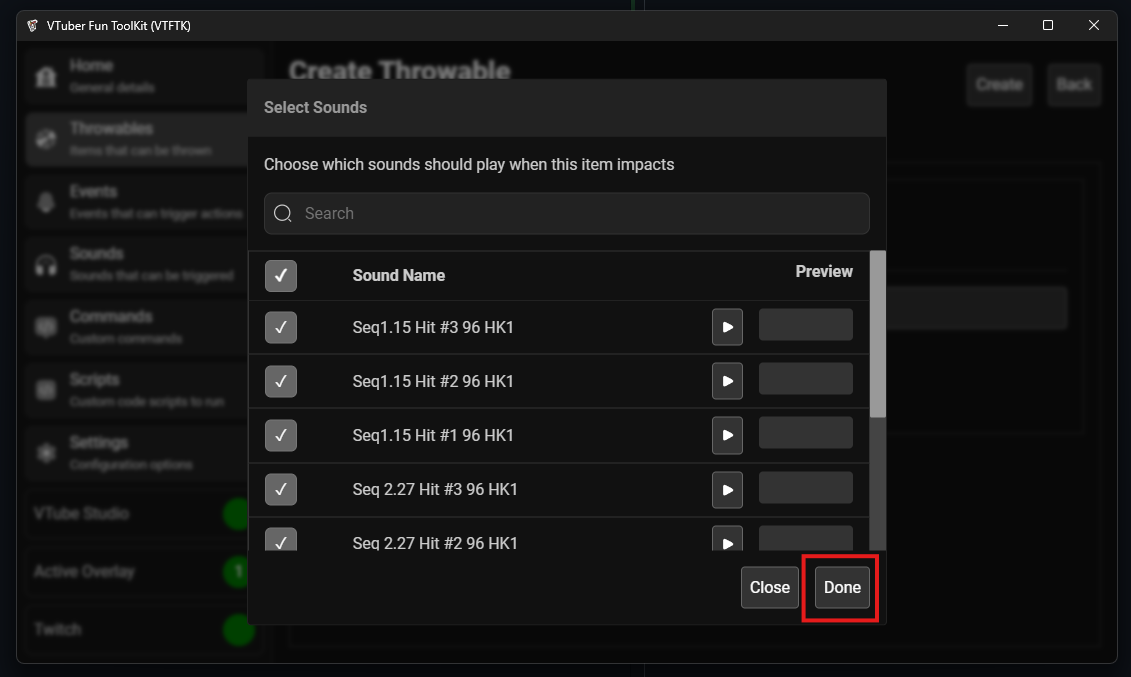 VTuber Fun ToolKit (VTFTK)
Home
General details
Throwables
Items that can be thrown
Events
Events that can trigger actions
Sounds
Sounds that can be triggered
Commands
Custom commands
Scripts
Custom code scripts to run
Settings
Configuration options
VTube Studio
Active Overlay
1
Twitch
Create Throwable
Create
Back
Select Sounds
Choose which sounds should play when this item impacts
Search
Sound Name
Preview
Seq1.15 Hit #3 96 HK1
Seq1.15 Hit #2 96 HK1
Seq1.15 Hit #1 96 HK1
Seq 2.27 Hit #3 96 HK1
Seq 2.27 Hit #2 96 HK1
Close
Done